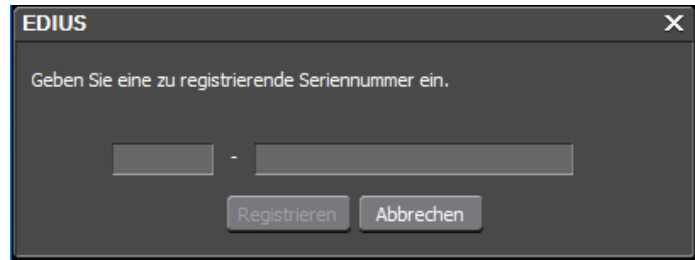 EDIUS
Geben Sie eine zu registrierende Seriennummer ein.
-
Registrieren Abbrechen